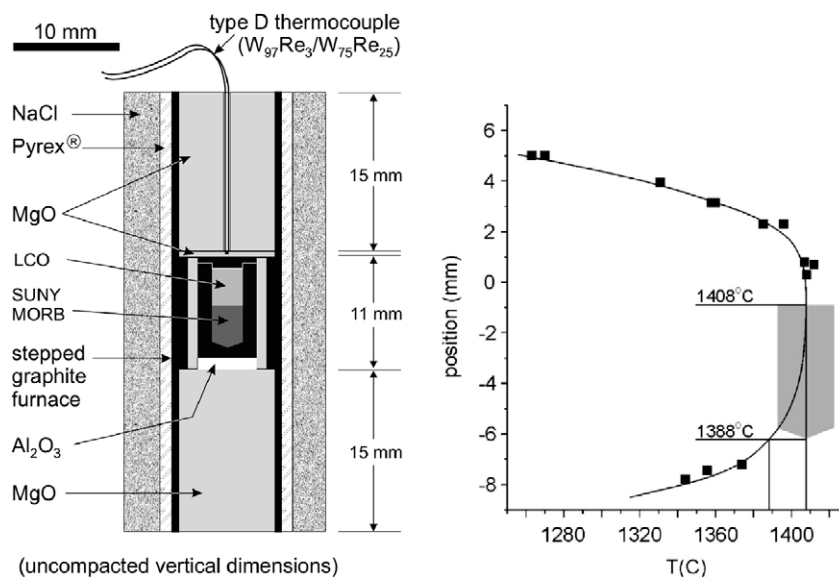 10 mm
type D thermocouple
(W97Re3/W75Re25)
NaCl
Pyrex®
MgO
LCO
SUNY
MORB
stepped
graphite
furnace
Al2O3
MgO
15 mm
11 mm
15 mm
(uncompacted vertical dimensions)
position (mm)
6
4
2
0
-2
-4
-6
-8
1408°C
1388°C
1280
1320
1360
1400
T(C)